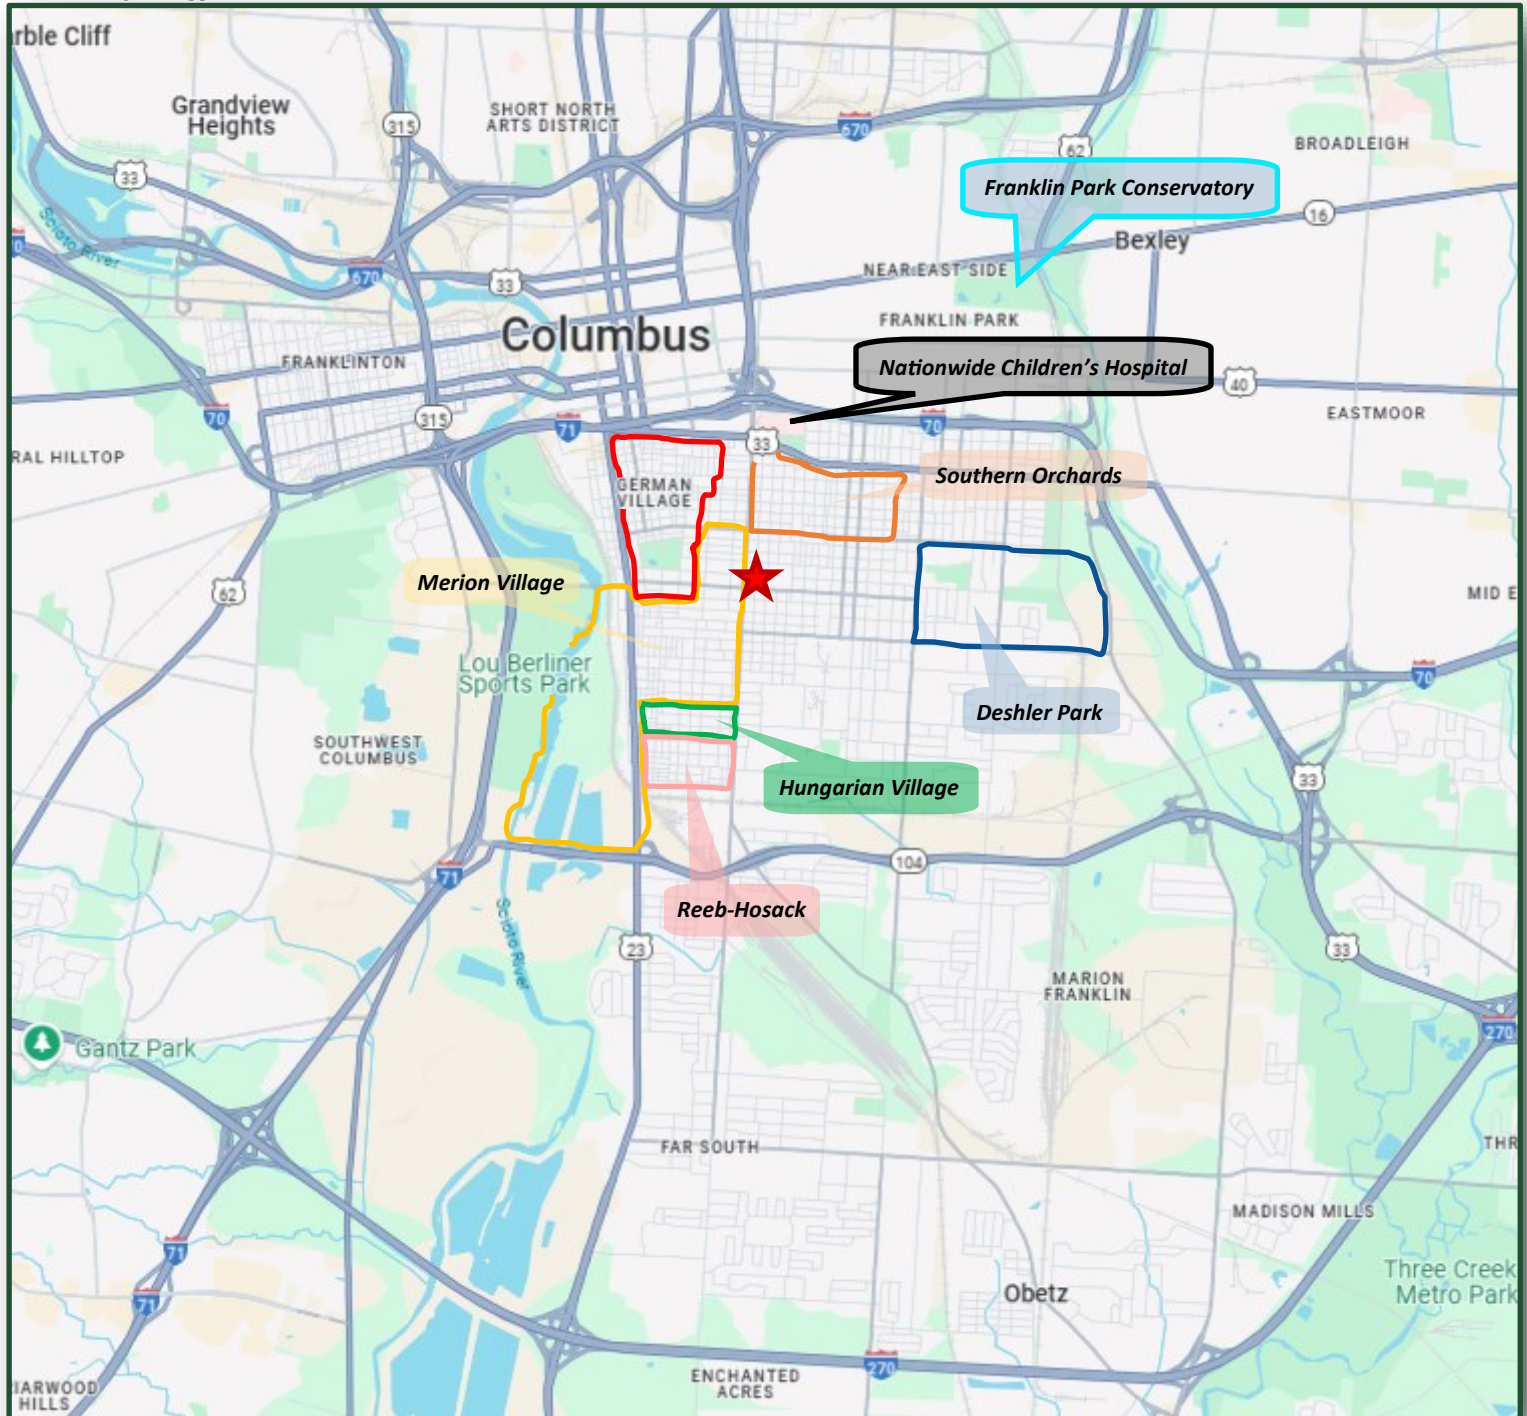 rble Cliff
Grandview
Heights
315
SHORT NORTH
ARTS DISTRICT
670
62
BROADLEIGH
33
Franklin Park Conservatory
16
Scioto River
Bexley
70
670
33
NEAR EAST SIDE
FRANKLIN PARK
Columbus
FRANKLINTON
Nationwide Children's Hospital
40
70
315
71
70
EASTMOOR
33
RAL HILLTOP
GERMAN
VILLAGE
Southern Orchards
Merion Village
62
MID E
Lou Berliner
Sports Park
70
Deshler Park
SOUTHWEST
COLUMBUS
Hungarian Village
33
104
71
Reeb-Hosack
Scioto River
23
33
MARION
FRANKLIN
270
Gantz Park
FAR SOUTH
THR
MADISON MILLS
71
Three Creek
Metro Park
71
Obetz
270
ENCHANTED
ACRES
IARWOOD
HILLS